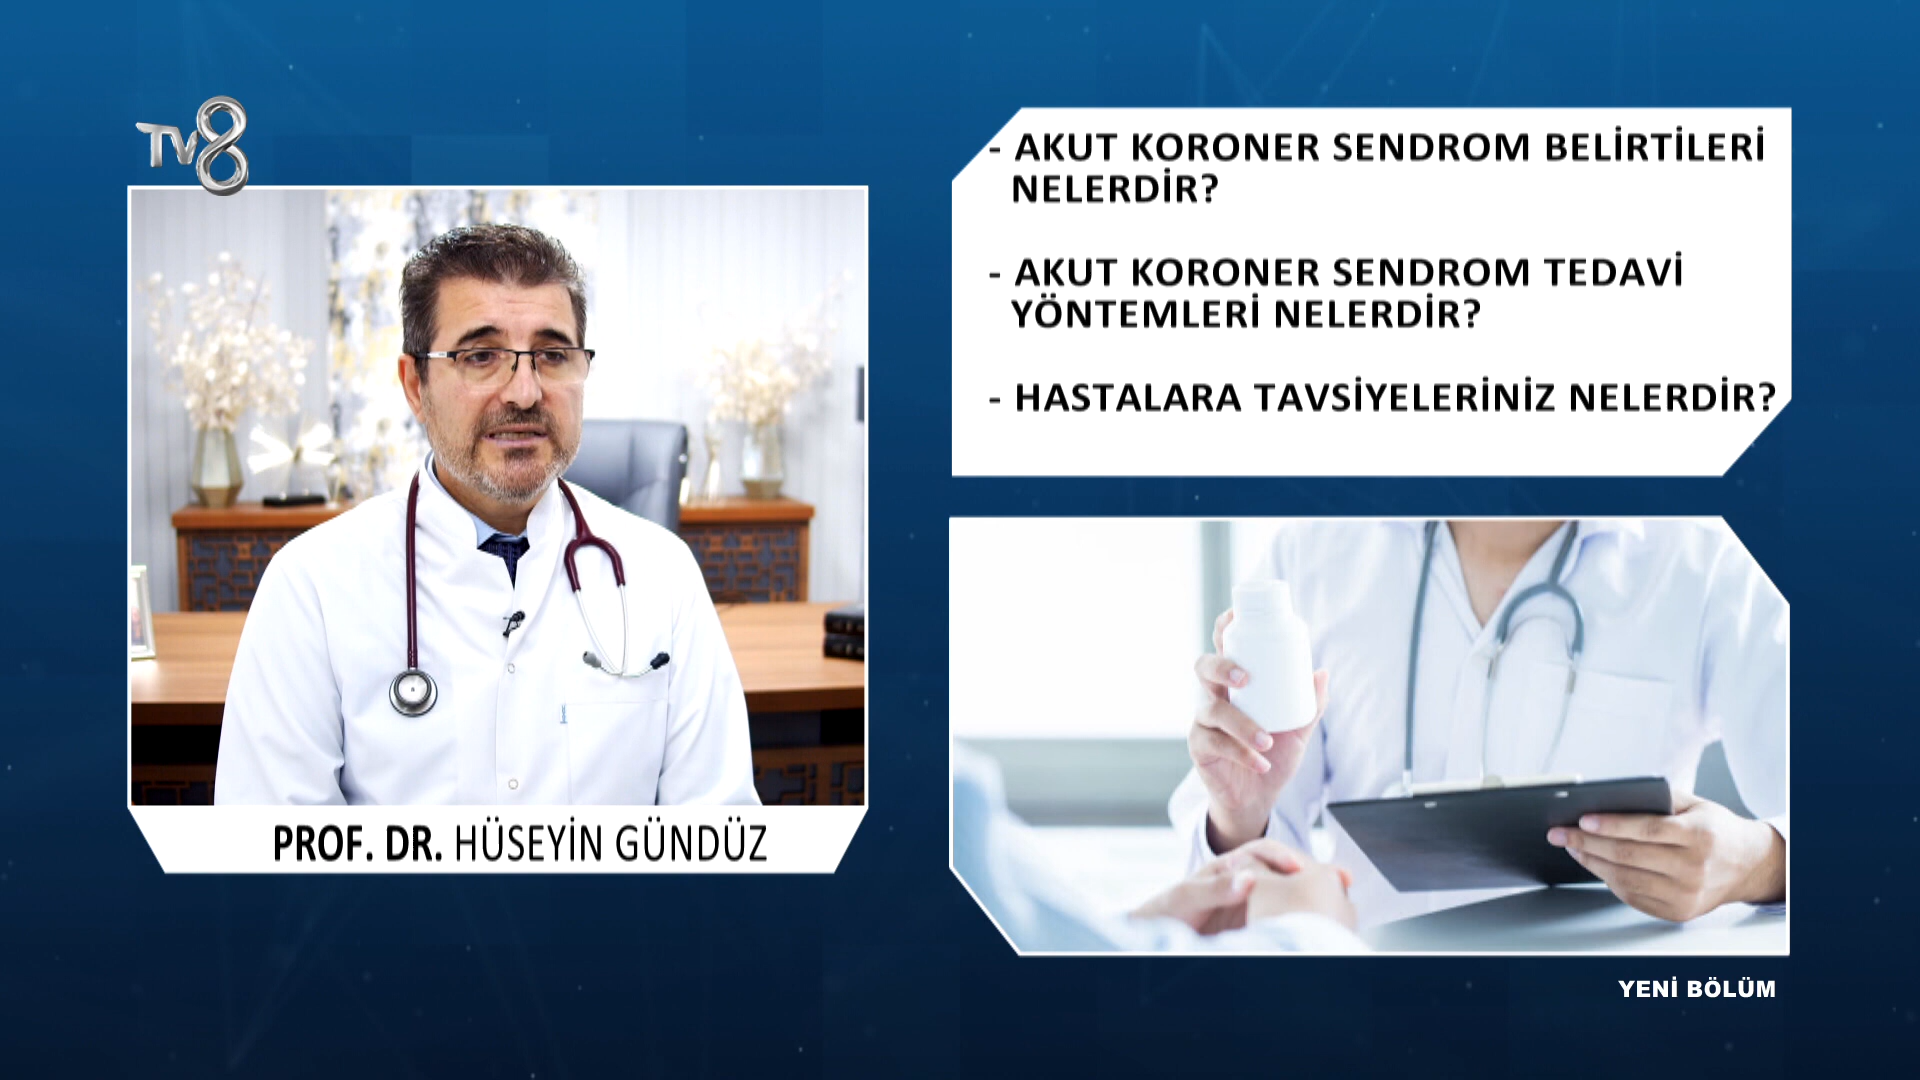 TV8
- AKUT KORONER SENDROM BELİRTİLERİ
NELERDİR?
- AKUT KORONER SENDROM TEDAVİ
YÖNTEMLERİ NELERDİR?
- HASTALARA TAVSİYELERİNİZ NELERDİR?
PROF. DR. HÜSEYİN GÜNDÜZ
YENİ BÖLÜM